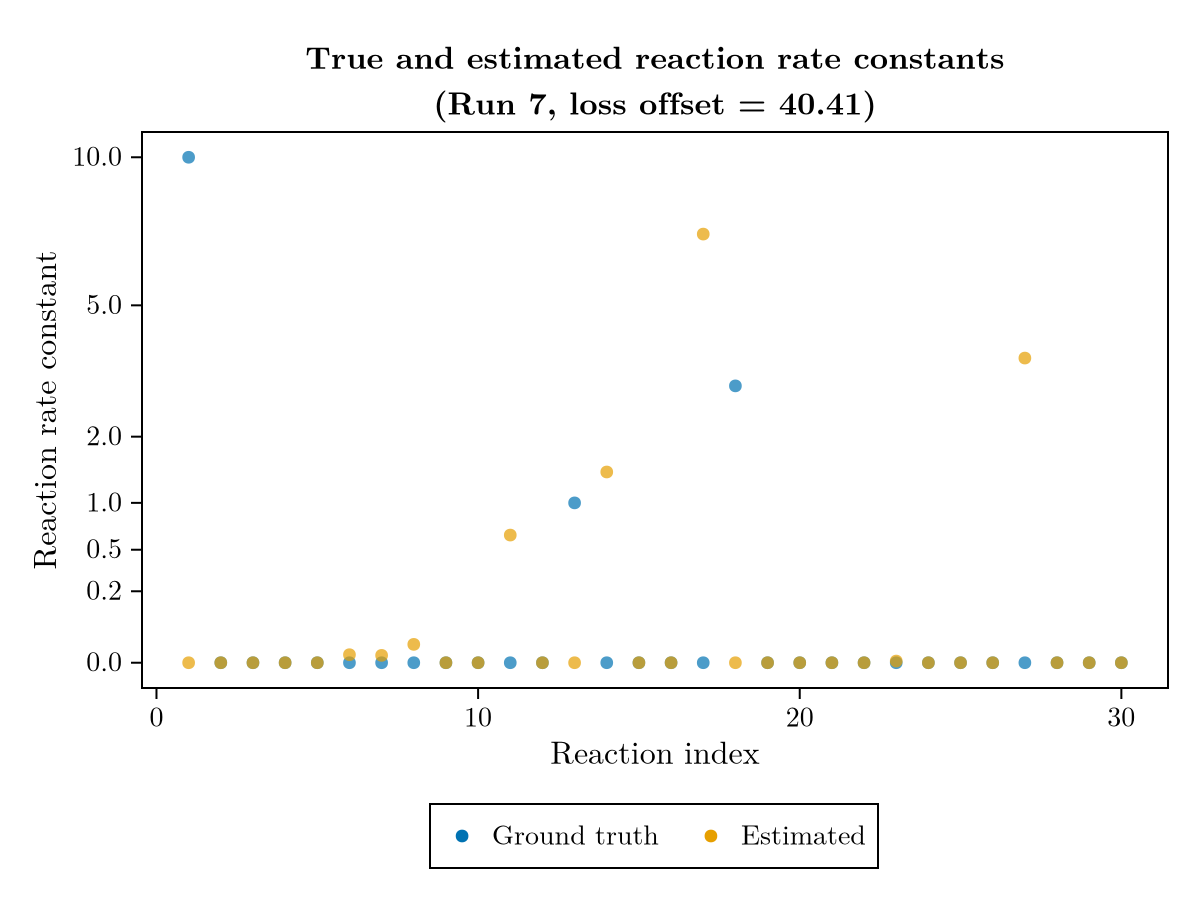 True and estimated reaction rate constants
(Run 7, loss offset = 40.41)
Reaction rate constant
10.0
5.0
2.0
1.0
0.5
0.2
0.0
0 10 20 30
Reaction index
Ground truth Estimated